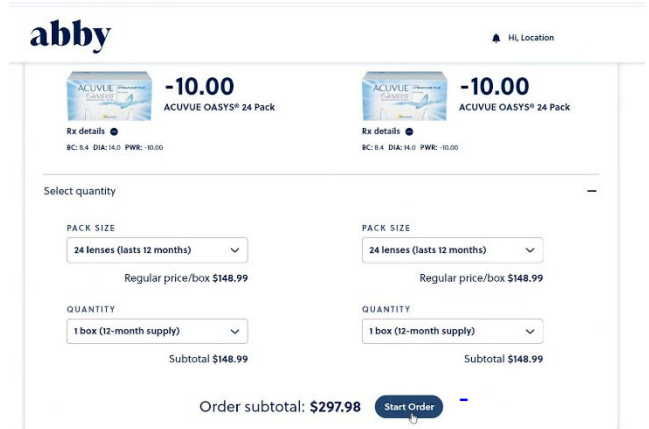 abby
Hi, Location
ACUVUE
OASYS
-10.00
ACUVUE OASYS® 24 Pack
Rx details
BC: 8.4 DIA: 14.0 PWR: -10.00
ACUVUE
OASYS
-10.00
ACUVUE OASYS® 24 Pack
Rx details
BC: 8.4 DIA: 14.0 PWR: -10.00
Select quantity
PACK SIZE
24 lenses (lasts 12 months)
Regular price/box $148.99
QUANTITY
1 box (12-month supply)
Subtotal $148.99
PACK SIZE
24 lenses (lasts 12 months)
Regular price/box $148.99
QUANTITY
1 box (12-month supply)
Subtotal $148.99
Order subtotal: $297.98 Start Order